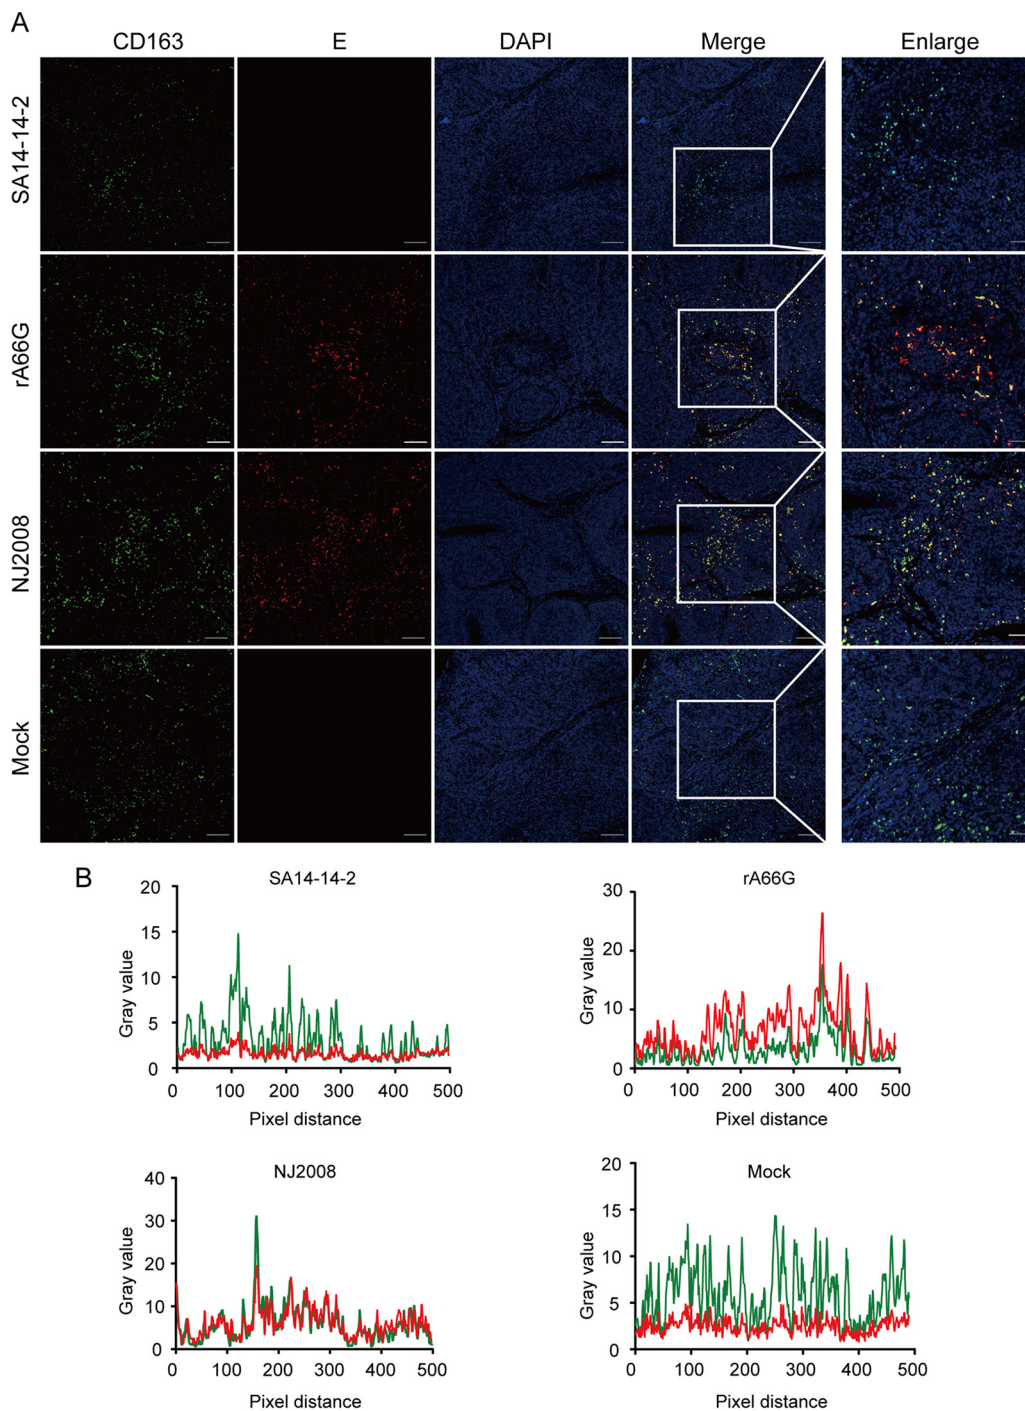 A
CD163 E DAPI Merge Enlarge
SA14-14-2
rA66G
NJ2008
Mock
B
SA14-14-2
20
15
10
5
0
Gray value
0 100 200 300 400 500
Pixel distance
rA66G
30
20
10
0
Gray value
0 100 200 300 400 500
Pixel distance
NJ2008
40
30
20
10
0
Gray value
0 100 200 300 400 500
Pixel distance
Mock
20
15
10
5
0
Gray value
0 100 200 300 400 500
Pixel distance